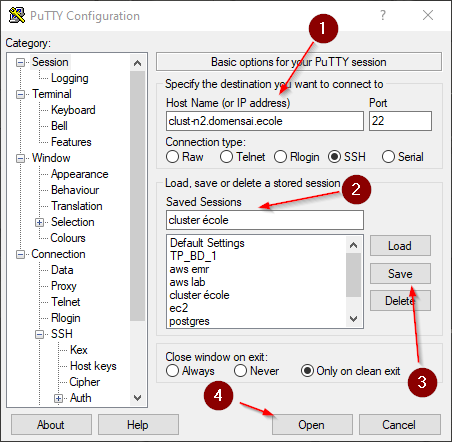 PuTTY Configuration
?
Category:
Session
Logging
Terminal
Keyboard
Bell
Features
Window
Appearance
Behaviour
Translation
Selection
Colours
Connection
Data
Proxy
Telnet
Rlogin
SSH
Kex
Host keys
Cipher
Auth
Basic options for your PuTTY session
1
Specify the destination you want to connect to
Host Name (or IP address) Port
clust-n2.domensai.ecole 22
Connection type:
Raw Telnet Rlogin SSH Serial
Load, save or delete a stored session
2
Saved Sessions
cluster école
Default Settings
TP_BD_1
aws emr
aws lab
cluster école
ec2
postgres
Load
Save
Delete
3
Close window on exit:
Always Never Only on clean exit
4
About Help Open Cancel